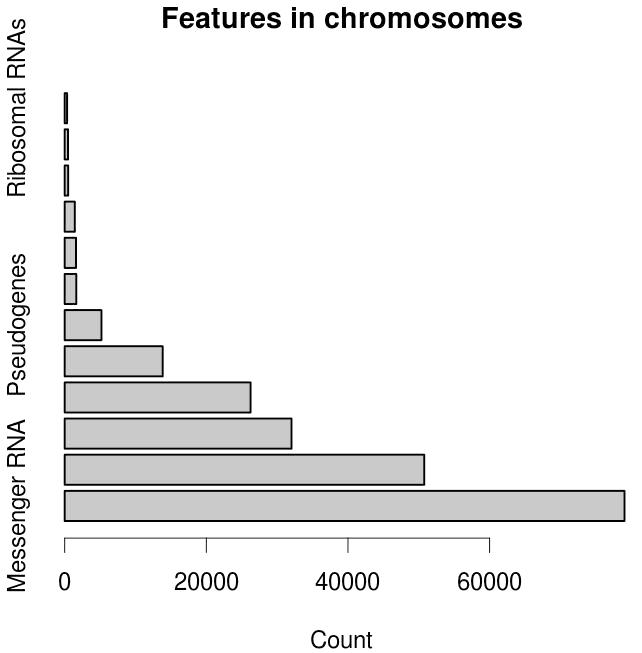 Features in chromosomes
Ribosomal RNAs
Pseudogenes
Messenger RNA
0 20000 40000 60000
Count